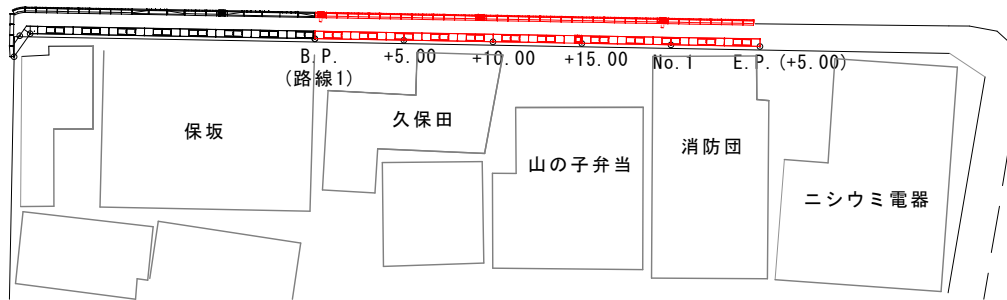 B.P.
(路線1)
+5.00
+10.00
+15.00
No.1
E.P.(+5.00)
保坂
久保田
山の子弁当
消防団
ニシウミ電器